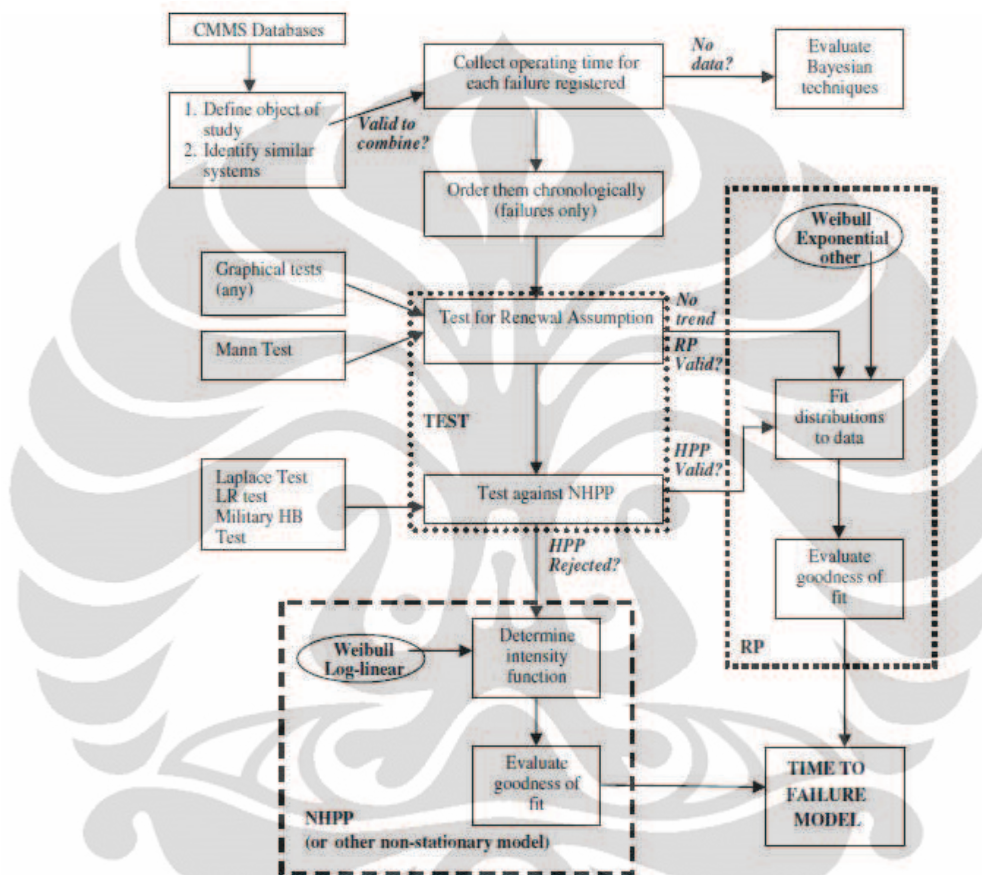 CMMS Databases
1. Define object of
study
2. Identify similar
systems
Valid to
combine?
Collect operating time for
each failure registered
No
data?
Evaluate
Bayesian
techniques
Order them chronologically
(failures only)
Graphical tests
(any)
Mann Test
Test for Renewal Assumption
No
trend
RP
Valid?
Weibull
Exponential
other
Fit
distributions
to data
TEST
HPP
Valid?
Laplace Test
LR test
Military HB
Test
Test against NHPP
HPP
Rejected?
Evaluate
goodness of
fit
RP
Weibull
Log-linear
Determine
intensity
function
Evaluate
goodness of
fit
NHPP
(or other non-stationary model)
TIME TO
FAILURE
MODEL